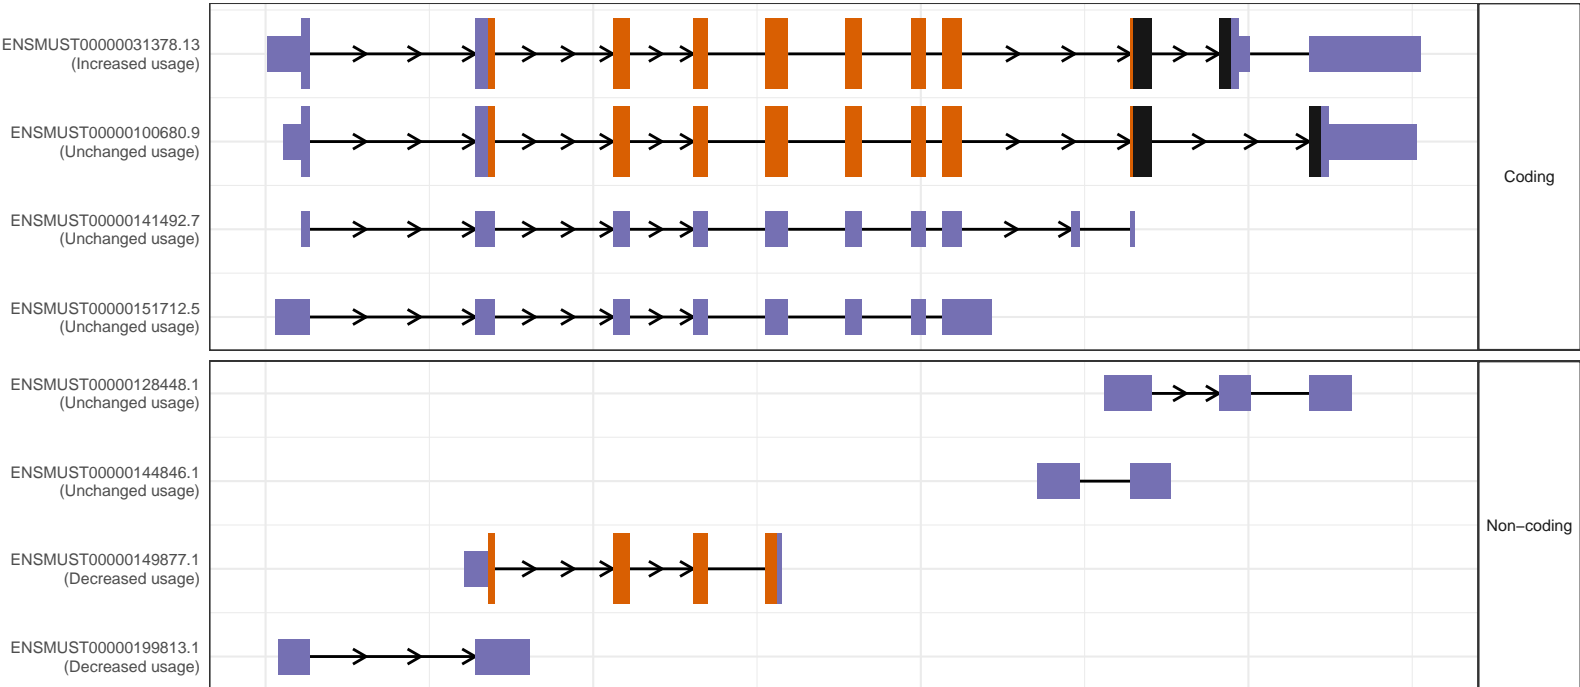 ENSMUST00000031378.13
(Increased usage)
ENSMUST00000100680.9
(Unchanged usage)
ENSMUST00000141492.7
(Unchanged usage)
ENSMUST00000151712.5
(Unchanged usage)
Coding
ENSMUST00000128448.1
(Unchanged usage)
ENSMUST00000144846.1
(Unchanged usage)
ENSMUST00000149877.1
(Decreased usage)
ENSMUST00000199813.1
(Decreased usage)
Non−coding